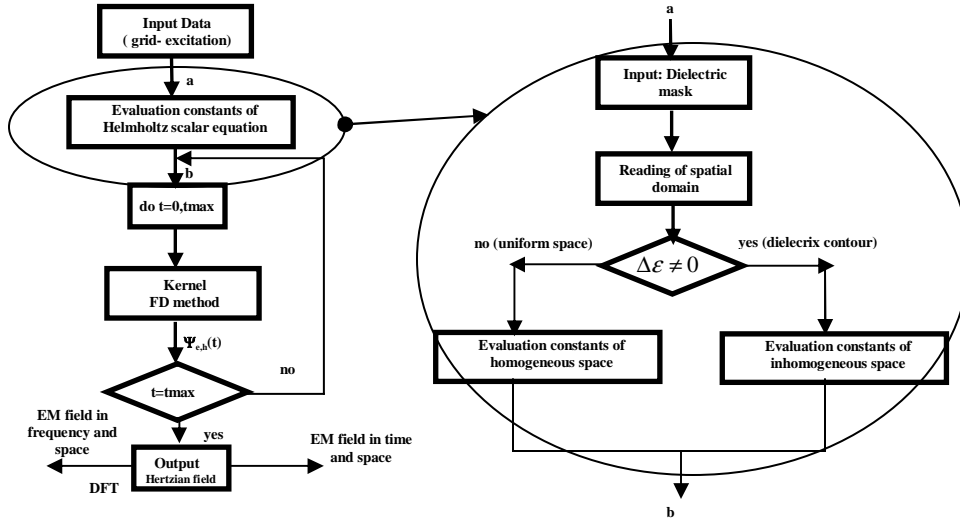 Input Data
( grid- excitation)
a
Evaluation constants of
Helmholtz scalar equation
b
do t=0,tmax
Kernel
FD method
Ψe,h(t)
t=tmax
no
yes
EM field in
frequency and
space
DFT
Output
Hertzian field
EM field in time
and space
a
Input: Dielectric
mask
Reading of spatial
domain
no (uniform space)
yes (dielecrix contour)
Δε ≠ 0
Evaluation constants of
homogeneous space
Evaluation constants of
inhomogeneous space
b